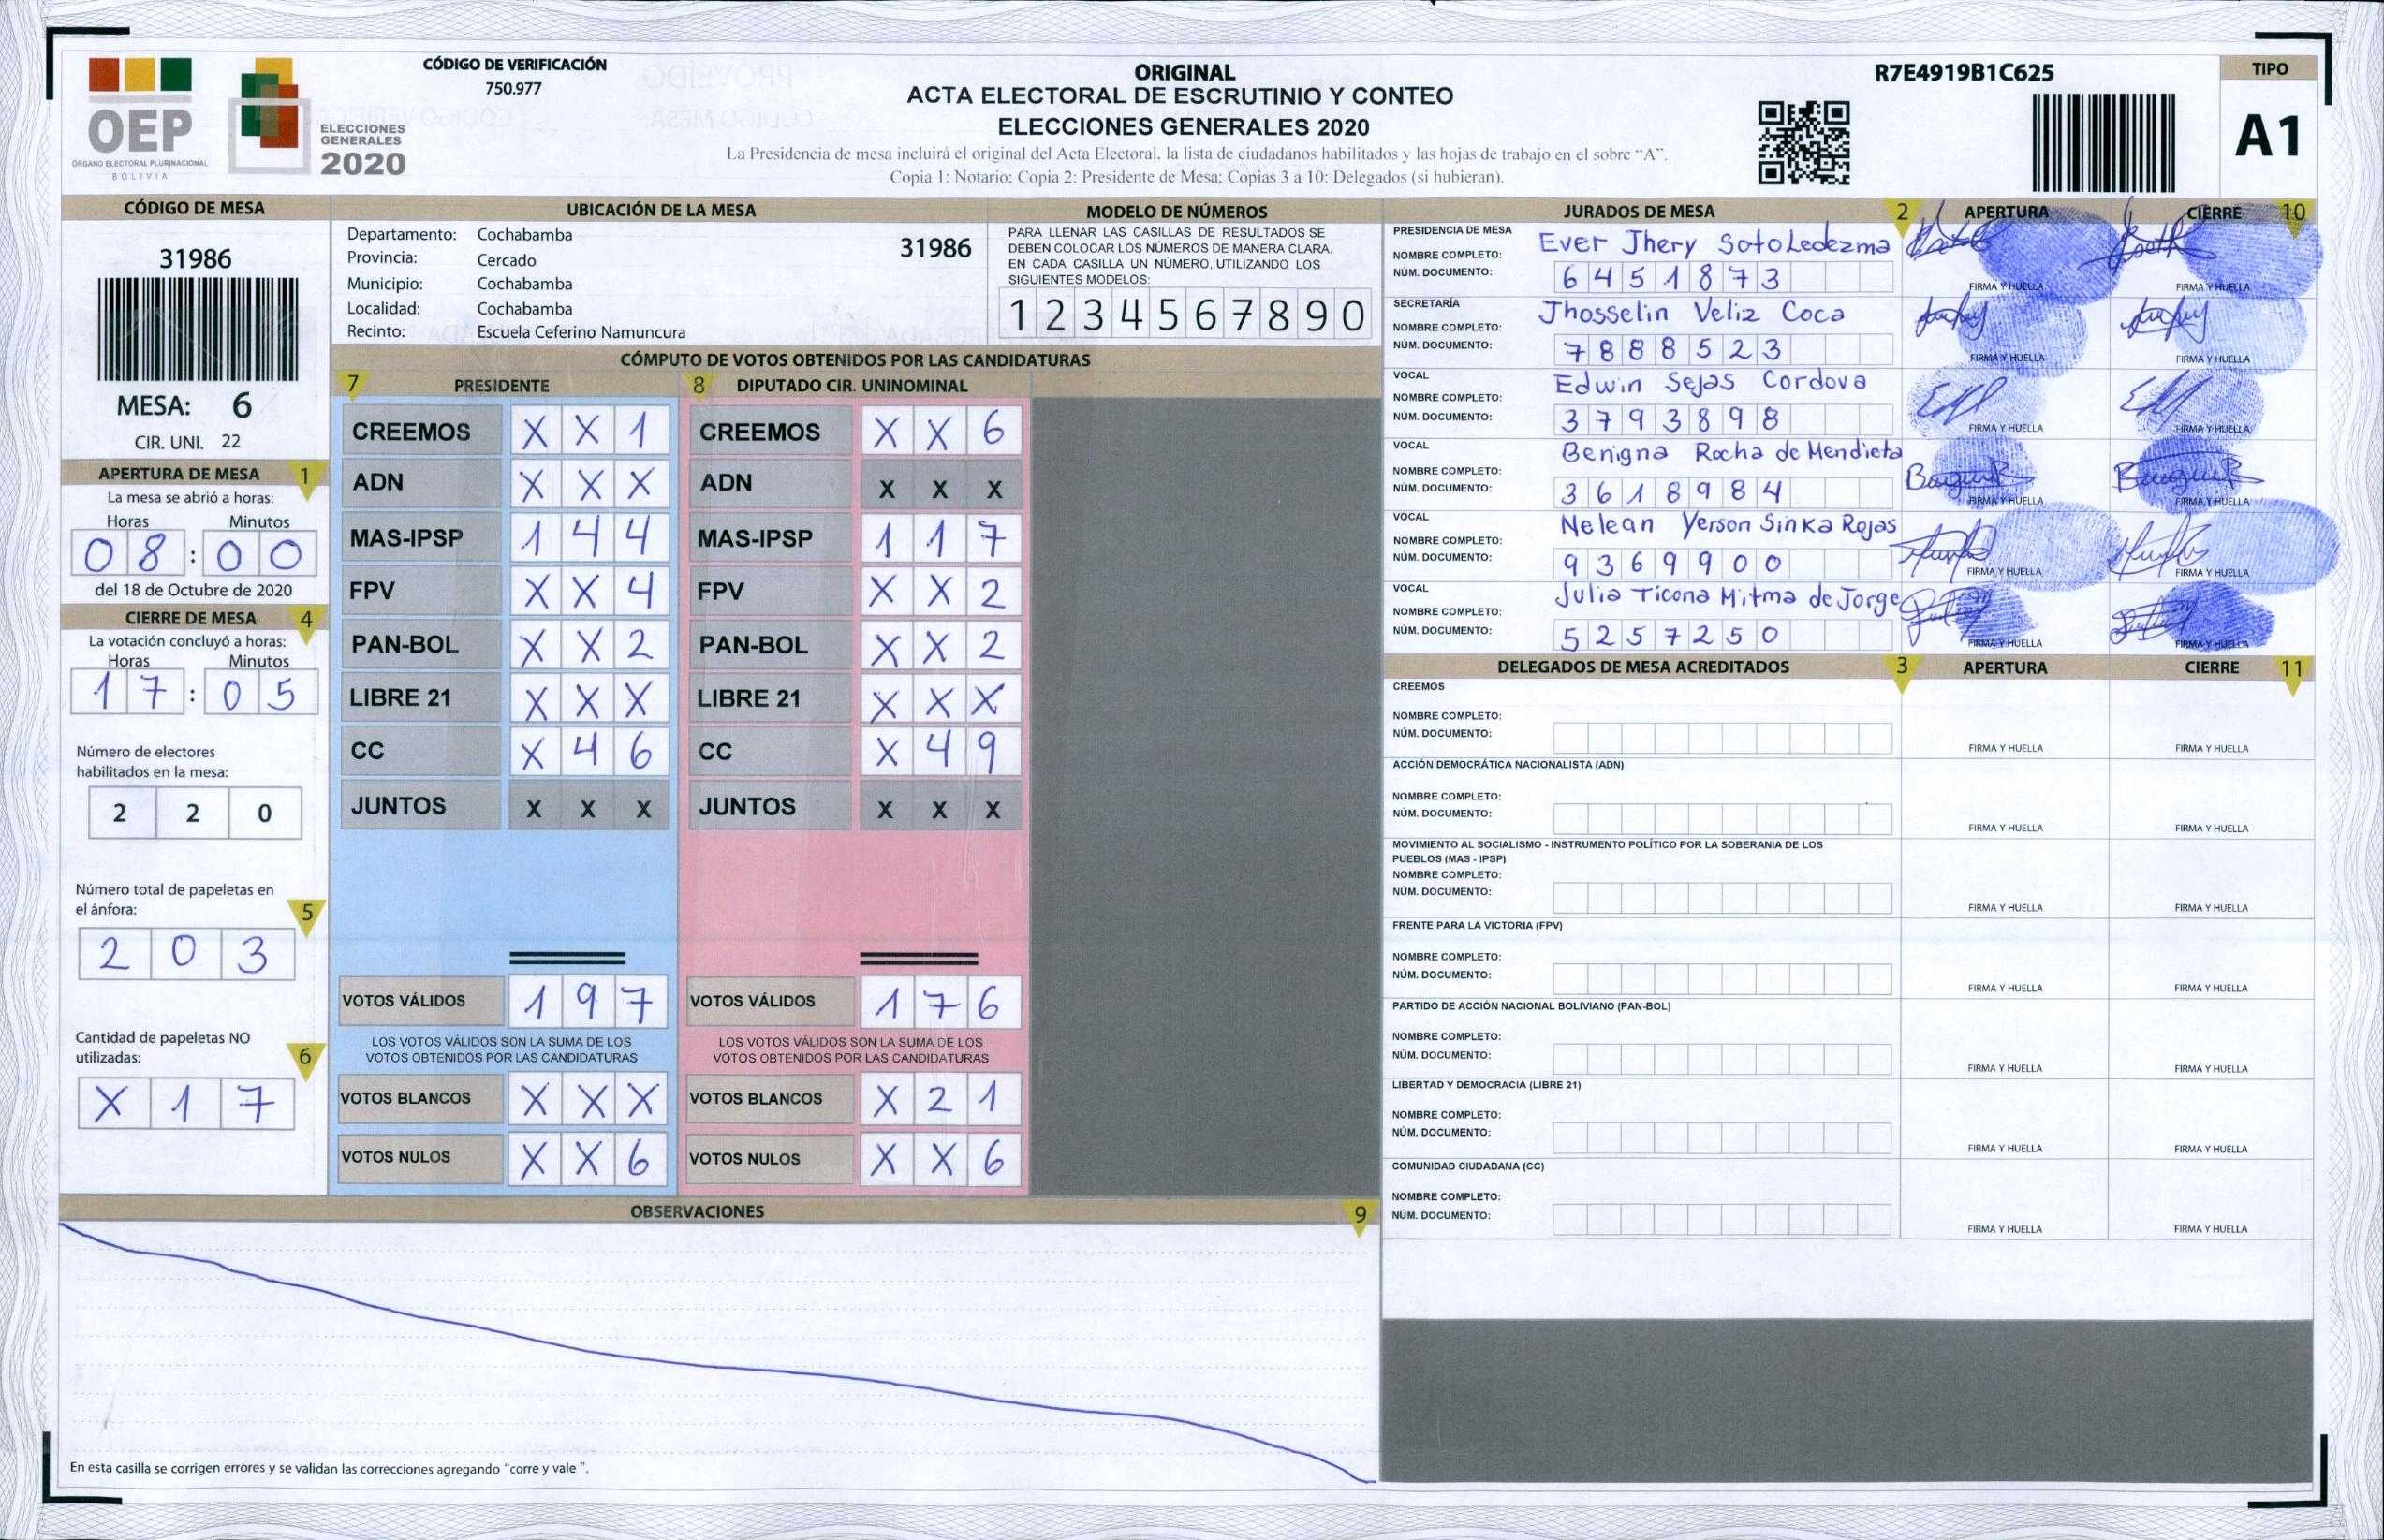 OEP
ÓRGANO ELECTORAL PLURINACIONAL
BOLIVIA
ELECCIONES
GENERALES
2020
CÓDIGO DE VERIFICACIÓN
750.977
ORIGINAL
ACTA ELECTORAL DE ESCRUTINIO Y CONTEO
ELECCIONES GENERALES 2020
La Presidencia de mesa incluirá el original del Acta Electoral, la lista de ciudadanos habilitados y las hojas de trabajo en el sobre "A".
Copia 1: Notario; Copia 2: Presidente de Mesa; Copias 3 a 10: Delegados (si hubieran).
R7E4919B1C625
TIPO
A1
CÓDIGO DE MESA
31986
MESA: 6
CIR. UNI. 22
APERTURA DE MESA 1
La mesa se abrió a horas:
Horas Minutos
08:00
del 18 de Octubre de 2020
CIERRE DE MESA 4
La votación concluyó a horas:
Horas Minutos
17:05
Número de electores
habilitados en la mesa:
2 2 0
Número total de papeletas en
el ánfora: 5
2 0 3
Cantidad de papeletas NO
utilizadas: 6
X 1 7
UBICACIÓN DE LA MESA
Departamento: Cochabamba
31986
Provincia: Cercado
Municipio: Cochabamba
Localidad: Cochabamba
Recinto: Escuela Ceferino Namuncura
MODELO DE NÚMEROS
PARA LLENAR LAS CASILLAS DE RESULTADOS SE
DEBEN COLOCAR LOS NÚMEROS DE MANERA CLARA.
EN CADA CASILLA UN NÚMERO, UTILIZANDO LOS
SIGUIENTES MODELOS:
1 2 3 4 5 6 7 8 9 0
CÓMPUTO DE VOTOS OBTENIDOS POR LAS CANDIDATURAS
7 PRESIDENTE
CREEMOS X X 1
ADN X X X
MAS-IPSP 1 4 4
FPV X X 4
PAN-BOL X X 2
LIBRE 21 X X X
CC X 4 6
JUNTOS X X X
VOTOS VÁLIDOS 1 9 7
LOS VOTOS VÁLIDOS SON LA SUMA DE LOS
VOTOS OBTENIDOS POR LAS CANDIDATURAS
VOTOS BLANCOS X X X
VOTOS NULOS X X 6
8 DIPUTADO CIR. UNINOMINAL
CREEMOS X X 6
ADN X X X
MAS-IPSP 1 1 7
FPV X X 2
PAN-BOL X X 2
LIBRE 21 X X X
CC X 4 9
JUNTOS X X X
VOTOS VÁLIDOS 1 7 6
LOS VOTOS VÁLIDOS SON LA SUMA DE LOS
VOTOS OBTENIDOS POR LAS CANDIDATURAS
VOTOS BLANCOS X 2 1
VOTOS NULOS X X 6
OBSERVACIONES 9
En esta casilla se corrigen errores y se validan las correcciones agregando "corre y vale ".
JURADOS DE MESA 2 APERTURA CIERRE 10
PRESIDENCIA DE MESA
NOMBRE COMPLETO: Ever Jhery Soto Ledezma
NÚM. DOCUMENTO: 6451873
FIRMA Y HUELLA FIRMA Y HUELLA
SECRETARÍA
NOMBRE COMPLETO: Jhosselin Veliz Coca
NÚM. DOCUMENTO: 7888523
FIRMA Y HUELLA FIRMA Y HUELLA
VOCAL
NOMBRE COMPLETO: Edwin Sejas Cordova
NÚM. DOCUMENTO: 3793898
FIRMA Y HUELLA FIRMA Y HUELLA
VOCAL
NOMBRE COMPLETO: Benigna Rocha de Mendieta
NÚM. DOCUMENTO: 3618984
FIRMA Y HUELLA FIRMA Y HUELLA
VOCAL
NOMBRE COMPLETO: Nelean Yerson Sinka Rojas
NÚM. DOCUMENTO: 9369900
FIRMA Y HUELLA FIRMA Y HUELLA
VOCAL
NOMBRE COMPLETO: Julia Ticona Mitma de Jorge
NÚM. DOCUMENTO: 5257250
FIRMA Y HUELLA FIRMA Y HUELLA
DELEGADOS DE MESA ACREDITADOS 3 APERTURA CIERRE 11
CREEMOS
NOMBRE COMPLETO:
NÚM. DOCUMENTO:
FIRMA Y HUELLA FIRMA Y HUELLA
ACCIÓN DEMOCRÁTICA NACIONALISTA (ADN)
NOMBRE COMPLETO:
NÚM. DOCUMENTO:
FIRMA Y HUELLA FIRMA Y HUELLA
MOVIMIENTO AL SOCIALISMO - INSTRUMENTO POLÍTICO POR LA SOBERANIA DE LOS
PUEBLOS (MAS - IPSP)
NOMBRE COMPLETO:
NÚM. DOCUMENTO:
FIRMA Y HUELLA FIRMA Y HUELLA
FRENTE PARA LA VICTORIA (FPV)
NOMBRE COMPLETO:
NÚM. DOCUMENTO:
FIRMA Y HUELLA FIRMA Y HUELLA
PARTIDO DE ACCIÓN NACIONAL BOLIVIANO (PAN-BOL)
NOMBRE COMPLETO:
NÚM. DOCUMENTO:
FIRMA Y HUELLA FIRMA Y HUELLA
LIBERTAD Y DEMOCRACIA (LIBRE 21)
NOMBRE COMPLETO:
NÚM. DOCUMENTO:
FIRMA Y HUELLA FIRMA Y HUELLA
COMUNIDAD CIUDADANA (CC)
NOMBRE COMPLETO:
NÚM. DOCUMENTO:
FIRMA Y HUELLA FIRMA Y HUELLA